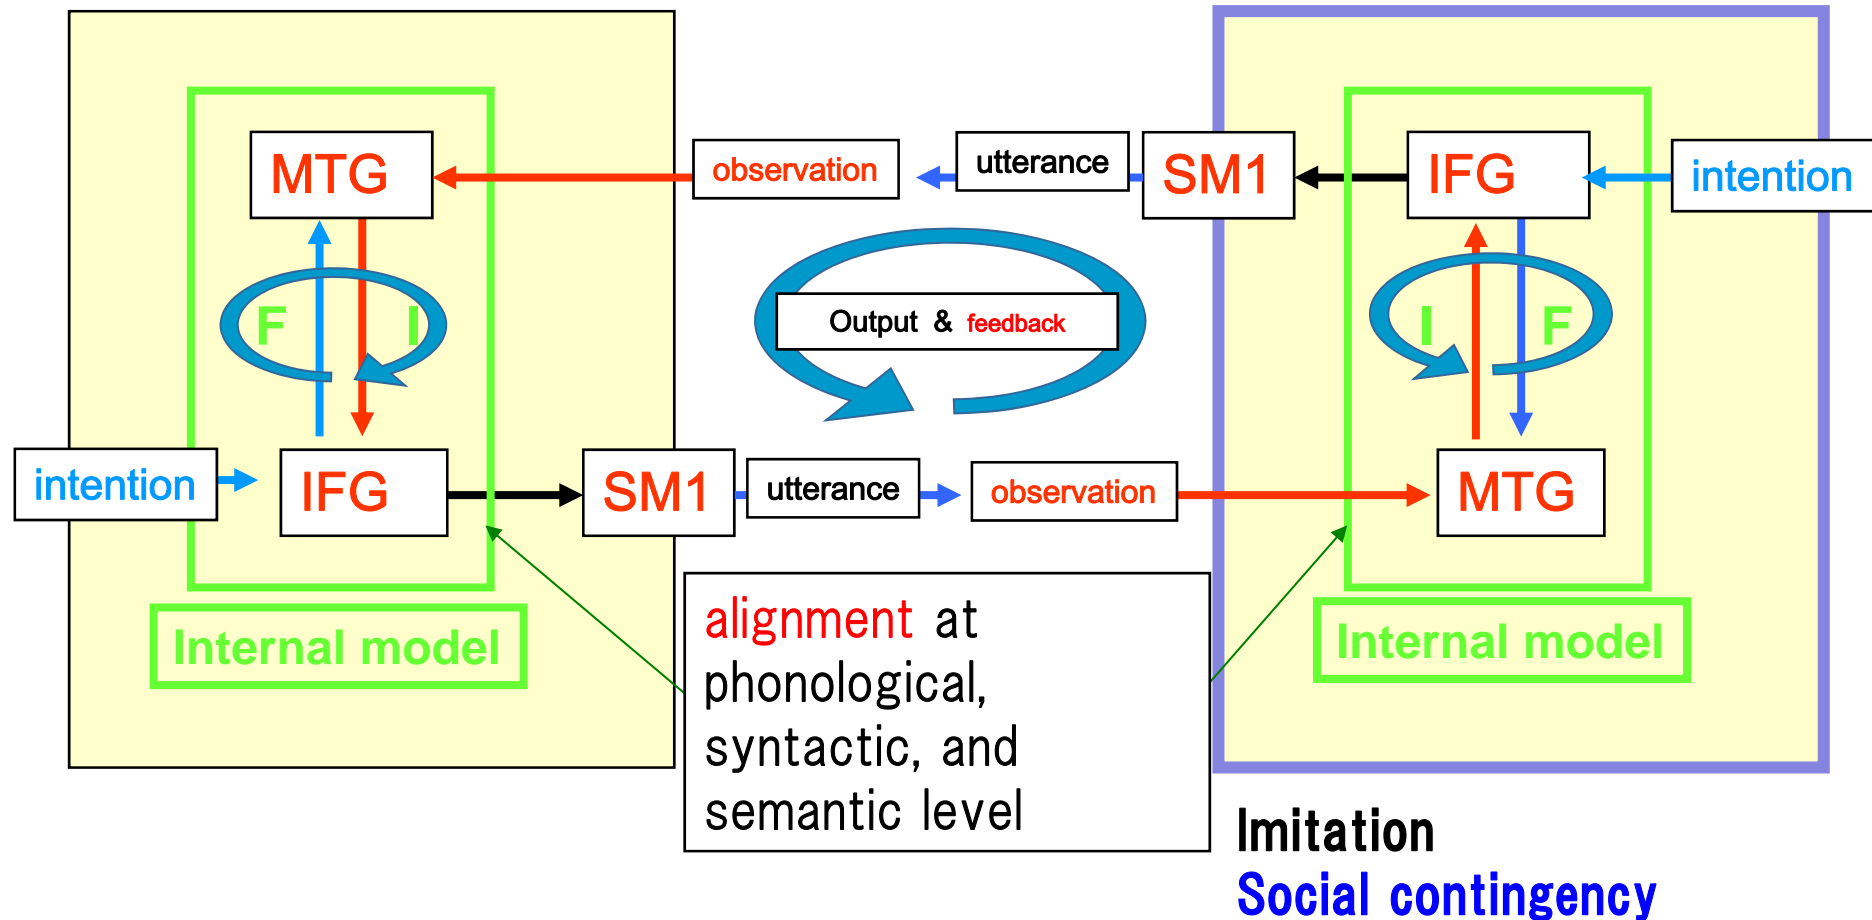 MTG
observation
utterance
SM1
IFG
intention
F
I
Output & feedback
I
F
intention
IFG
SM1
utterance
observation
MTG
Internal model
alignment at
phonological,
syntactic, and
semantic level
Internal model
Imitation
Social contingency